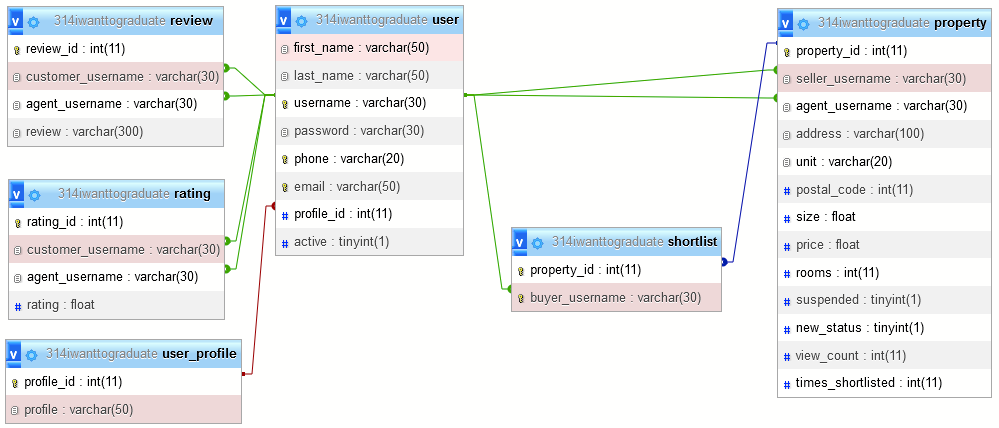 314iwanttograduate review
review_id : int(11)
customer_username : varchar(30)
agent_username : varchar(30)
review : varchar(300)
314iwanttograduate rating
rating_id : int(11)
customer_username : varchar(30)
agent_username : varchar(30)
# rating : float
314iwanttograduate user_profile
profile_id : int(11)
profile : varchar(50)
314iwanttograduate user
first_name : varchar(50)
last_name : varchar(50)
username : varchar(30)
password : varchar(30)
phone : varchar(20)
email : varchar(50)
# profile_id : int(11)
# active : tinyint(1)
314iwanttograduate shortlist
property_id : int(11)
buyer_username : varchar(30)
314iwanttograduate property
property_id : int(11)
seller_username : varchar(30)
agent_username : varchar(30)
address : varchar(100)
unit : varchar(20)
# postal_code : int(11)
# size : float
# price : float
# rooms : int(11)
# suspended : tinyint(1)
# new_status : tinyint(1)
# view_count : int(11)
# times_shortlisted : int(11)